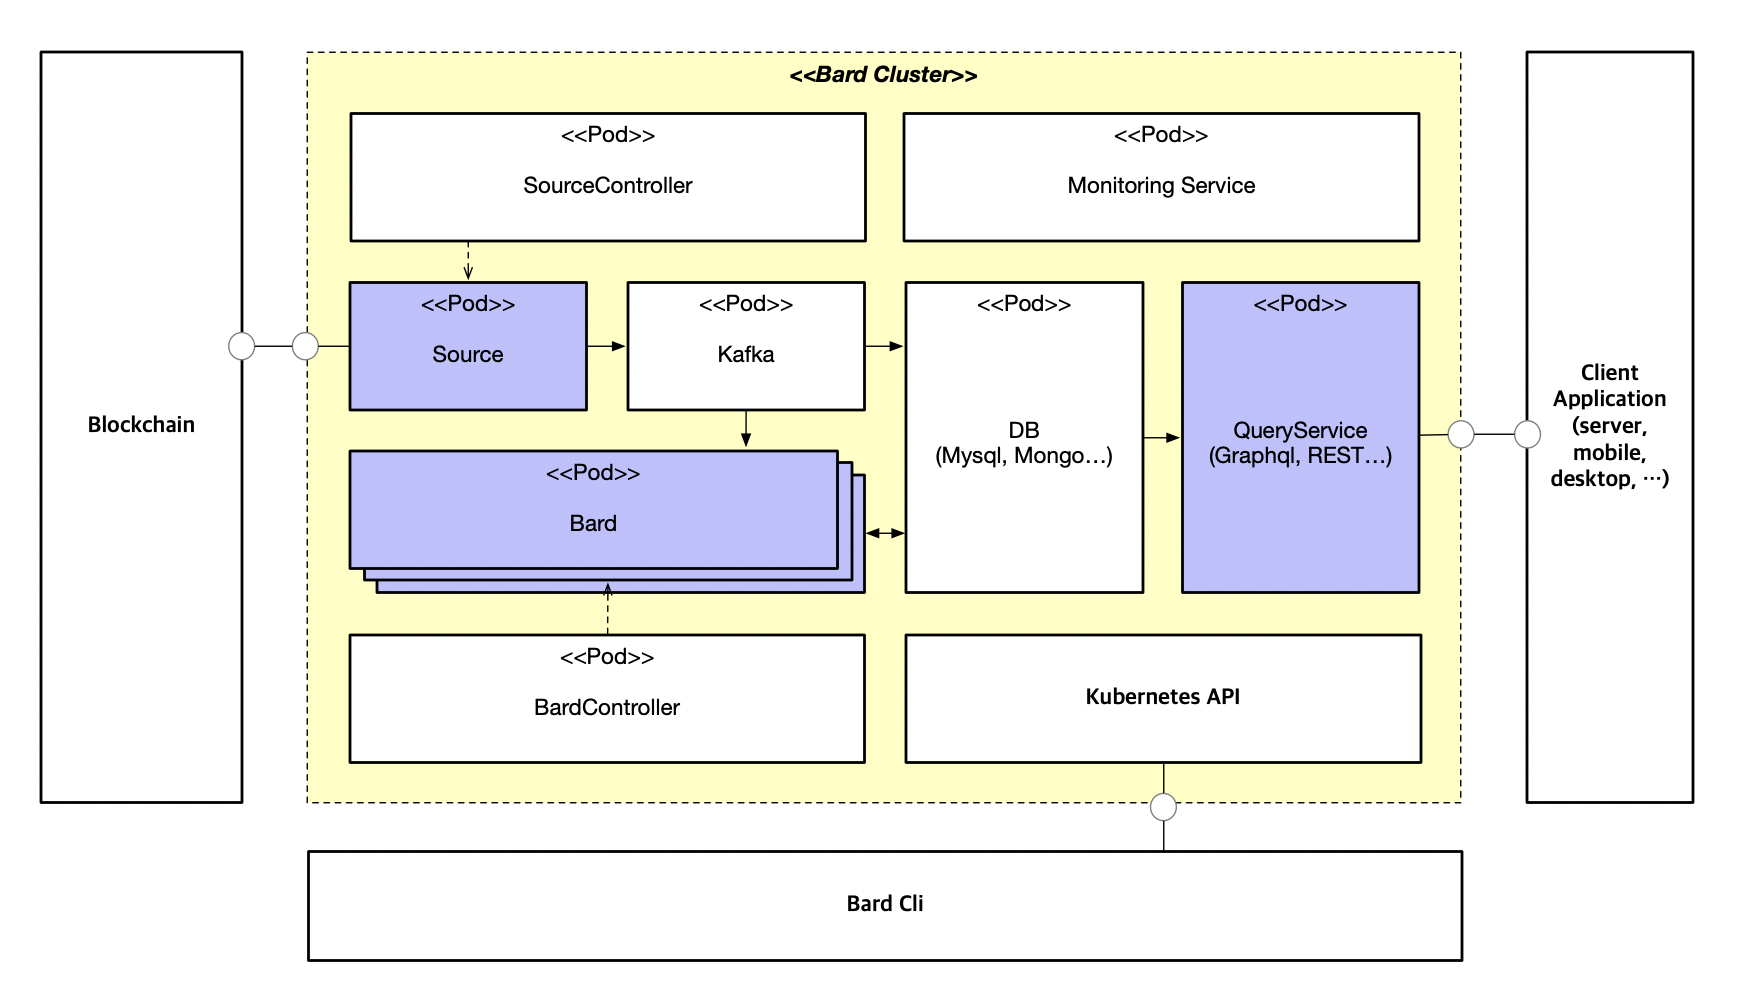 <<Bard Cluster>>
<<Pod>>
SourceController
<<Pod>>
Monitoring Service
<<Pod>>
Source
<<Pod>>
Kafka
<<Pod>>
DB
(Mysql, Mongo…)
<<Pod>>
QueryService
(Graphql, REST…)
Blockchain
<<Pod>>
Bard
Client
Application
(server,
mobile,
desktop, …)
<<Pod>>
BardController
Kubernetes API
Bard Cli